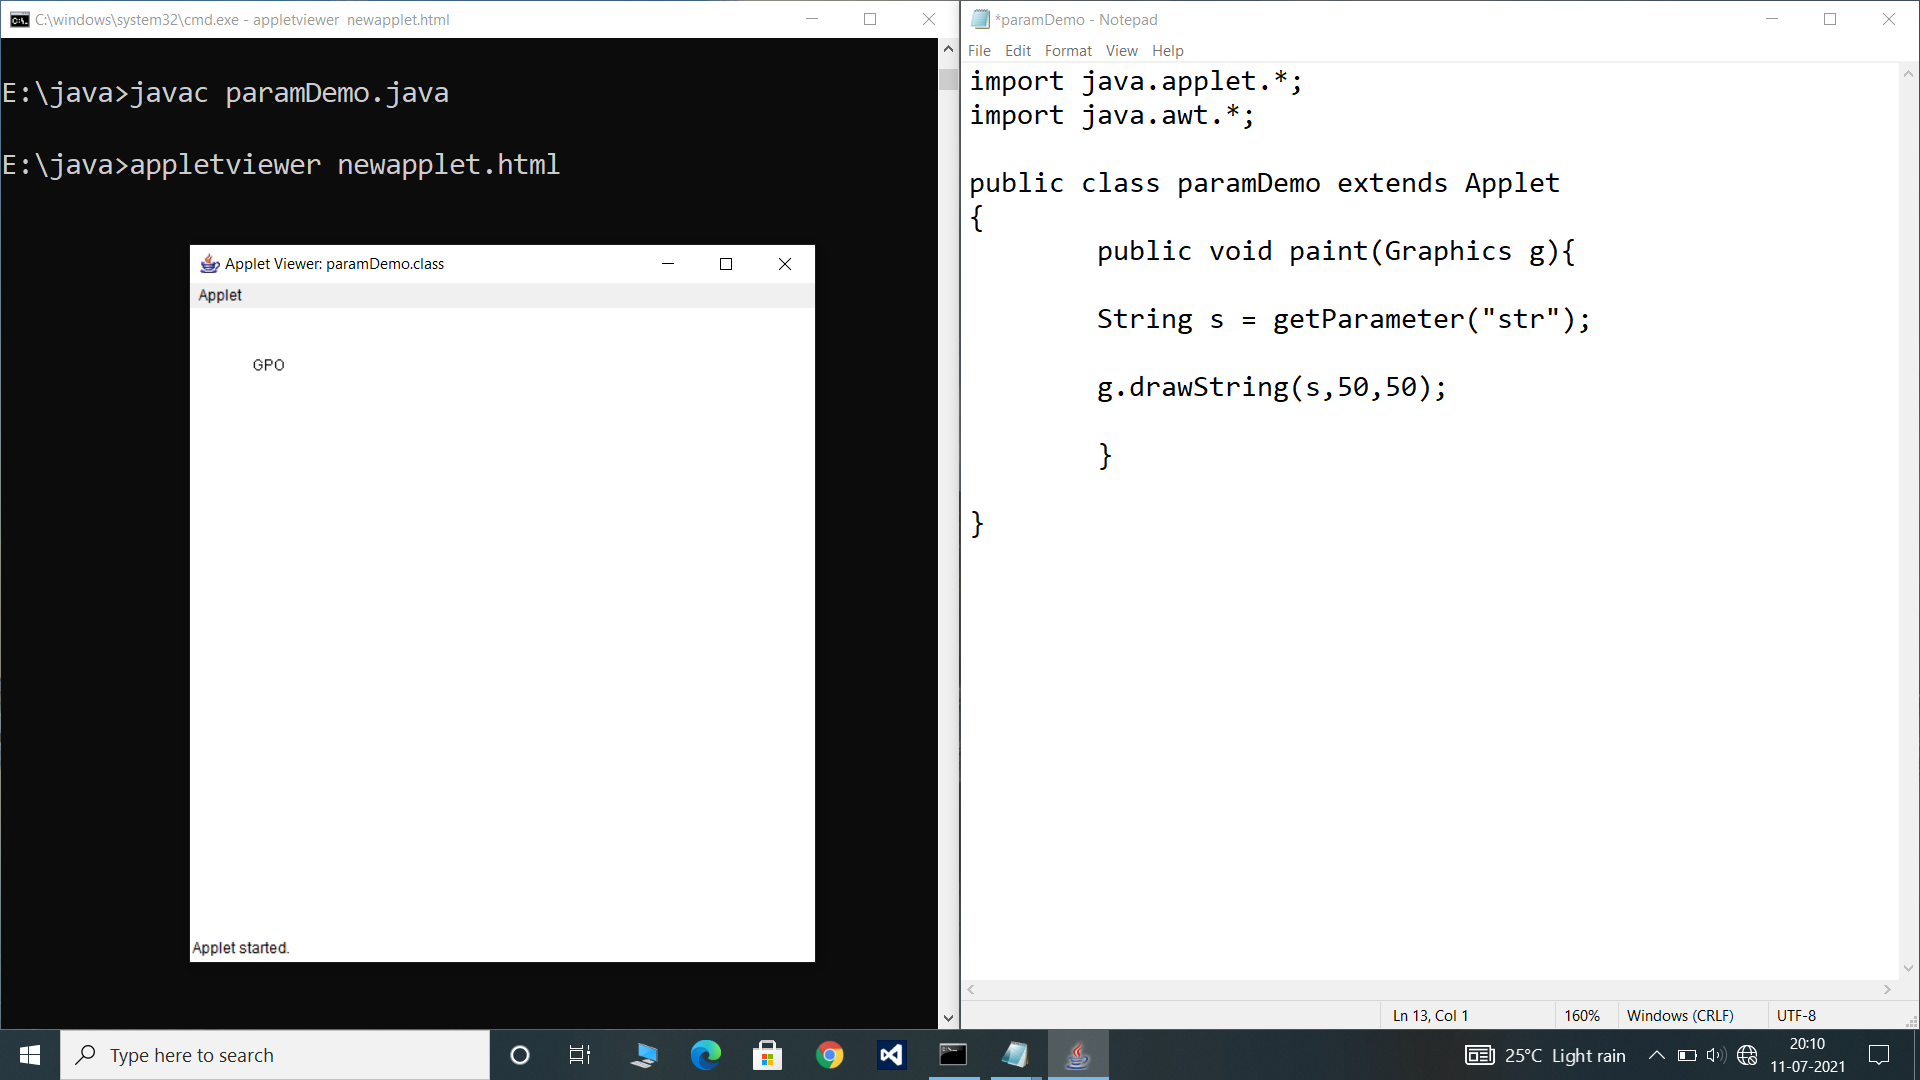 C:\windows\system32\cmd.exe - appletviewer  newapplet.html
E:\java>javac paramDemo.java
E:\java>appletviewer newapplet.html
Applet Viewer: paramDemo.class
Applet
GPO
Applet started.
*paramDemo - Notepad
File Edit Format View Help
import java.applet.*;
import java.awt.*;
public class paramDemo extends Applet
{
public void paint(Graphics g){
String s = getParameter("str");
g.drawString(s,50,50);
}
}
Ln 13, Col 1
160%
Windows (CRLF)
UTF-8
Type here to search
25°C Light rain
20:10
11-07-2021